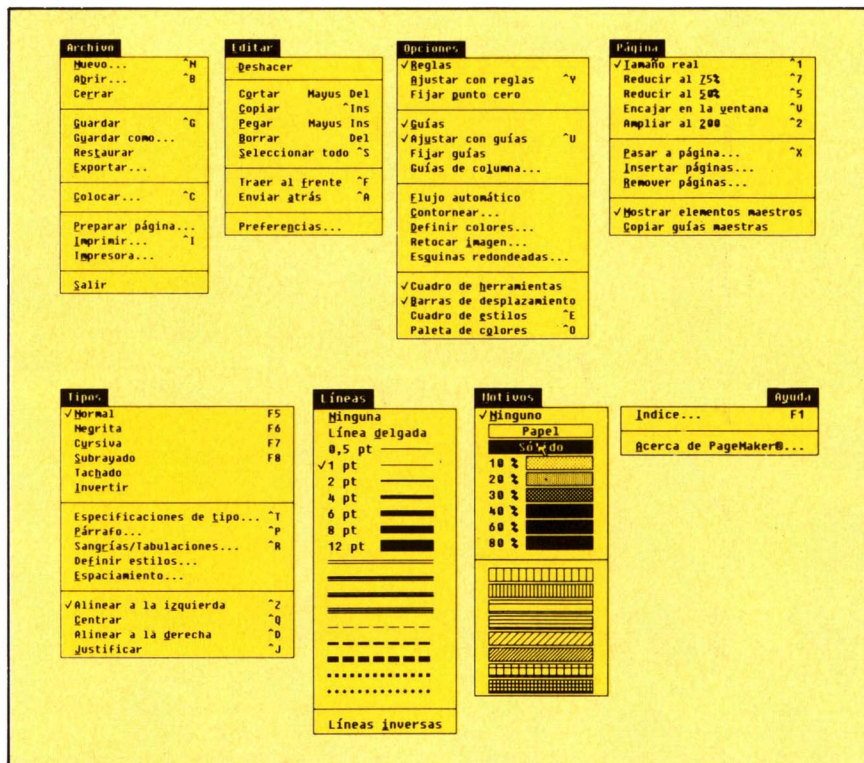 Archivo
Nuevo... ^N
Abrir... ^B
Cerrar
Guardar ^G
Guardar como...
Restaurar
Exportar...
Colocar... ^C
Preparar página...
Imprimir... ^I
Impresora...
Salir
Editar
Deshacer
Cortar Mayus Del
Copiar ^Ins
Pegar Mayus Ins
Borrar Del
Seleccionar todo ^S
Traer al frente ^F
Enviar atrás ^A
Preferencias...
Opciones
✓Reglas
Ajustar con reglas ^Y
Fijar punto cero
✓Guías
✓Ajustar con guías ^U
Fijar guías
Guías de columna...
Flujo automático
Contornear...
Definir colores...
Retocar imagen...
Esquinas redondeadas...
✓Cuadro de herramientas
✓Barras de desplazamiento
Cuadro de estilos ^E
Paleta de colores ^O
Página
✓Tamaño real ^1
Reducir al 75% ^7
Reducir al 50% ^5
Encajar en la ventana ^V
Ampliar al 200 ^2
Pasar a página... ^X
Insertar páginas...
Remover páginas...
✓Mostrar elementos maestros
Copiar guías maestras
Tipos
✓Normal F5
Negrita F6
Cursiva F7
Subrayado F8
Tachado
Invertir
Especificaciones de tipo... ^T
Párrafo... ^P
Sangrías/Tabulaciones... ^R
Definir estilos...
Espaciamiento...
✓Alinear a la izquierda ^Z
Centrar ^Q
Alinear a la derecha ^D
Justificar ^J
Líneas
Ninguna
Línea delgada
0,5 pt
✓1 pt
2 pt
4 pt
6 pt
8 pt
12 pt
Líneas inversas
Motivos
✓Ninguno
Papel
Sólido
10 %
20 %
30 %
40 %
60 %
80 %
Ayuda
Indice... F1
Acerca de PageMaker®...